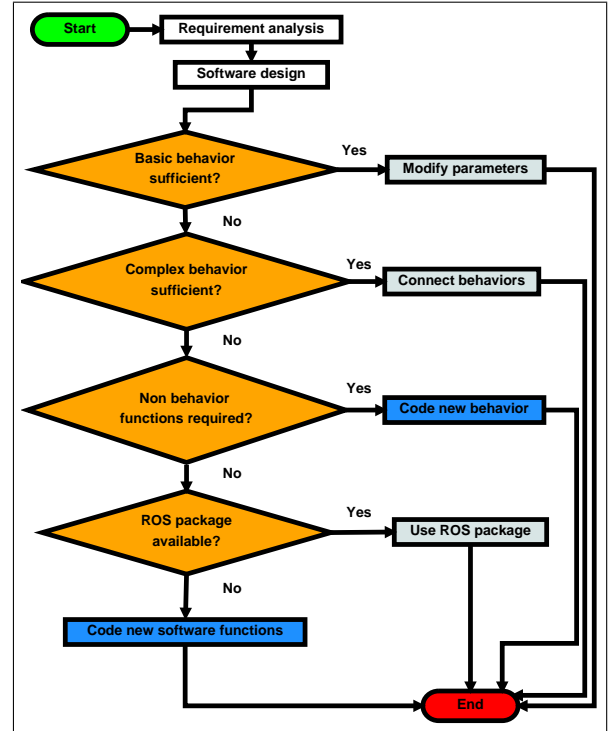 Start
Requirement analysis
Software design
Basic behavior
sufficient?
Yes
Modify parameters
No
Complex behavior
sufficient?
Yes
Connect behaviors
No
Non behavior
functions required?
Yes
Code new behavior
No
ROS package
available?
Yes
Use ROS package
No
Code new software functions
End